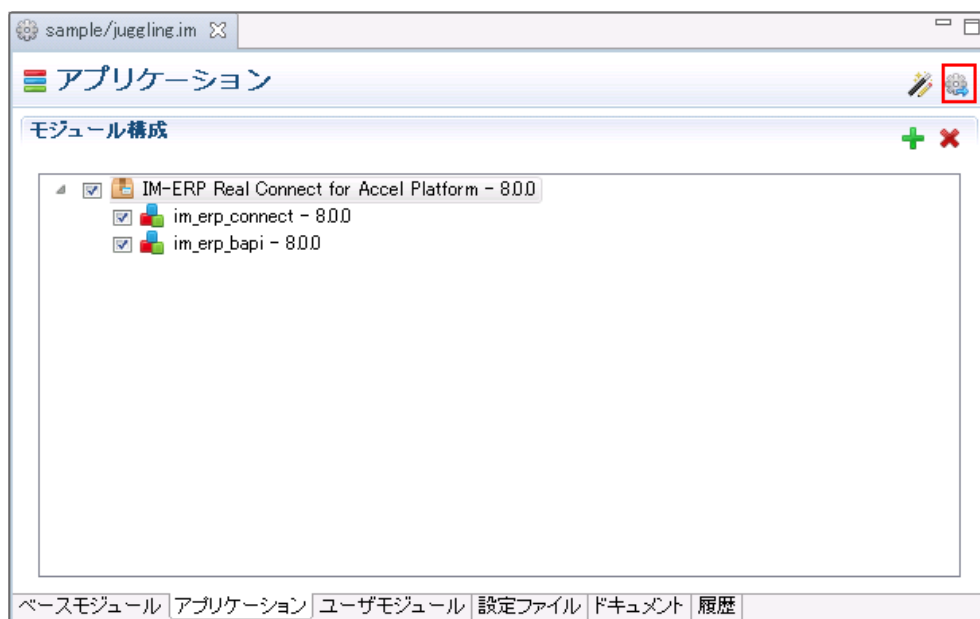 sample/juggling.im
アプリケーション
モジュール構成
IM-ERP Real Connect for Accel Platform - 8.0.0
im_erp_connect - 8.0.0
im_erp_bapi - 8.0.0
ベースモジュール アプリケーション ユーザモジュール 設定ファイル ドキュメント 履歴